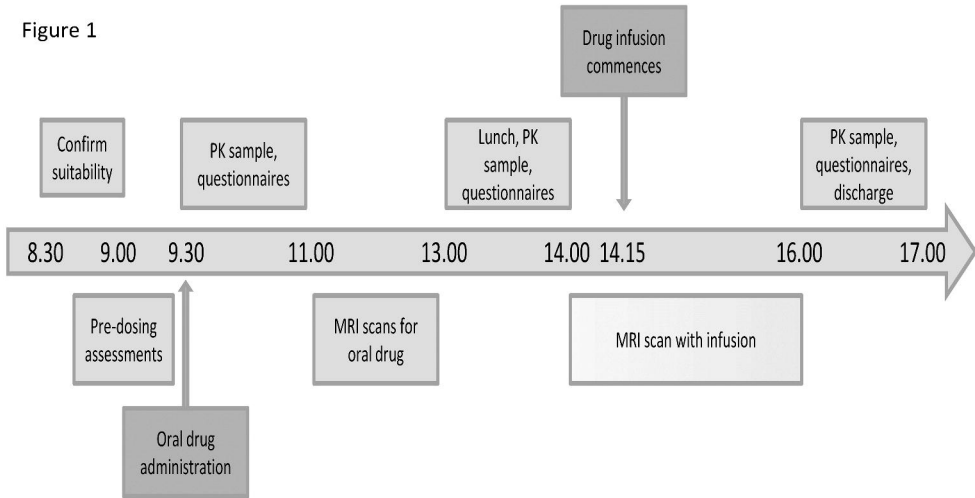 Figure 1
Drug infusion
commences
Confirm
suitability
PK sample,
questionnaires
Lunch, PK
sample,
questionnaires
PK sample,
questionnaires,
discharge
8.30 9.00 9.30 11.00 13.00 14.00 14.15 16.00 17.00
Pre-dosing
assessments
MRI scans for
oral drug
MRI scan with infusion
Oral drug
administration